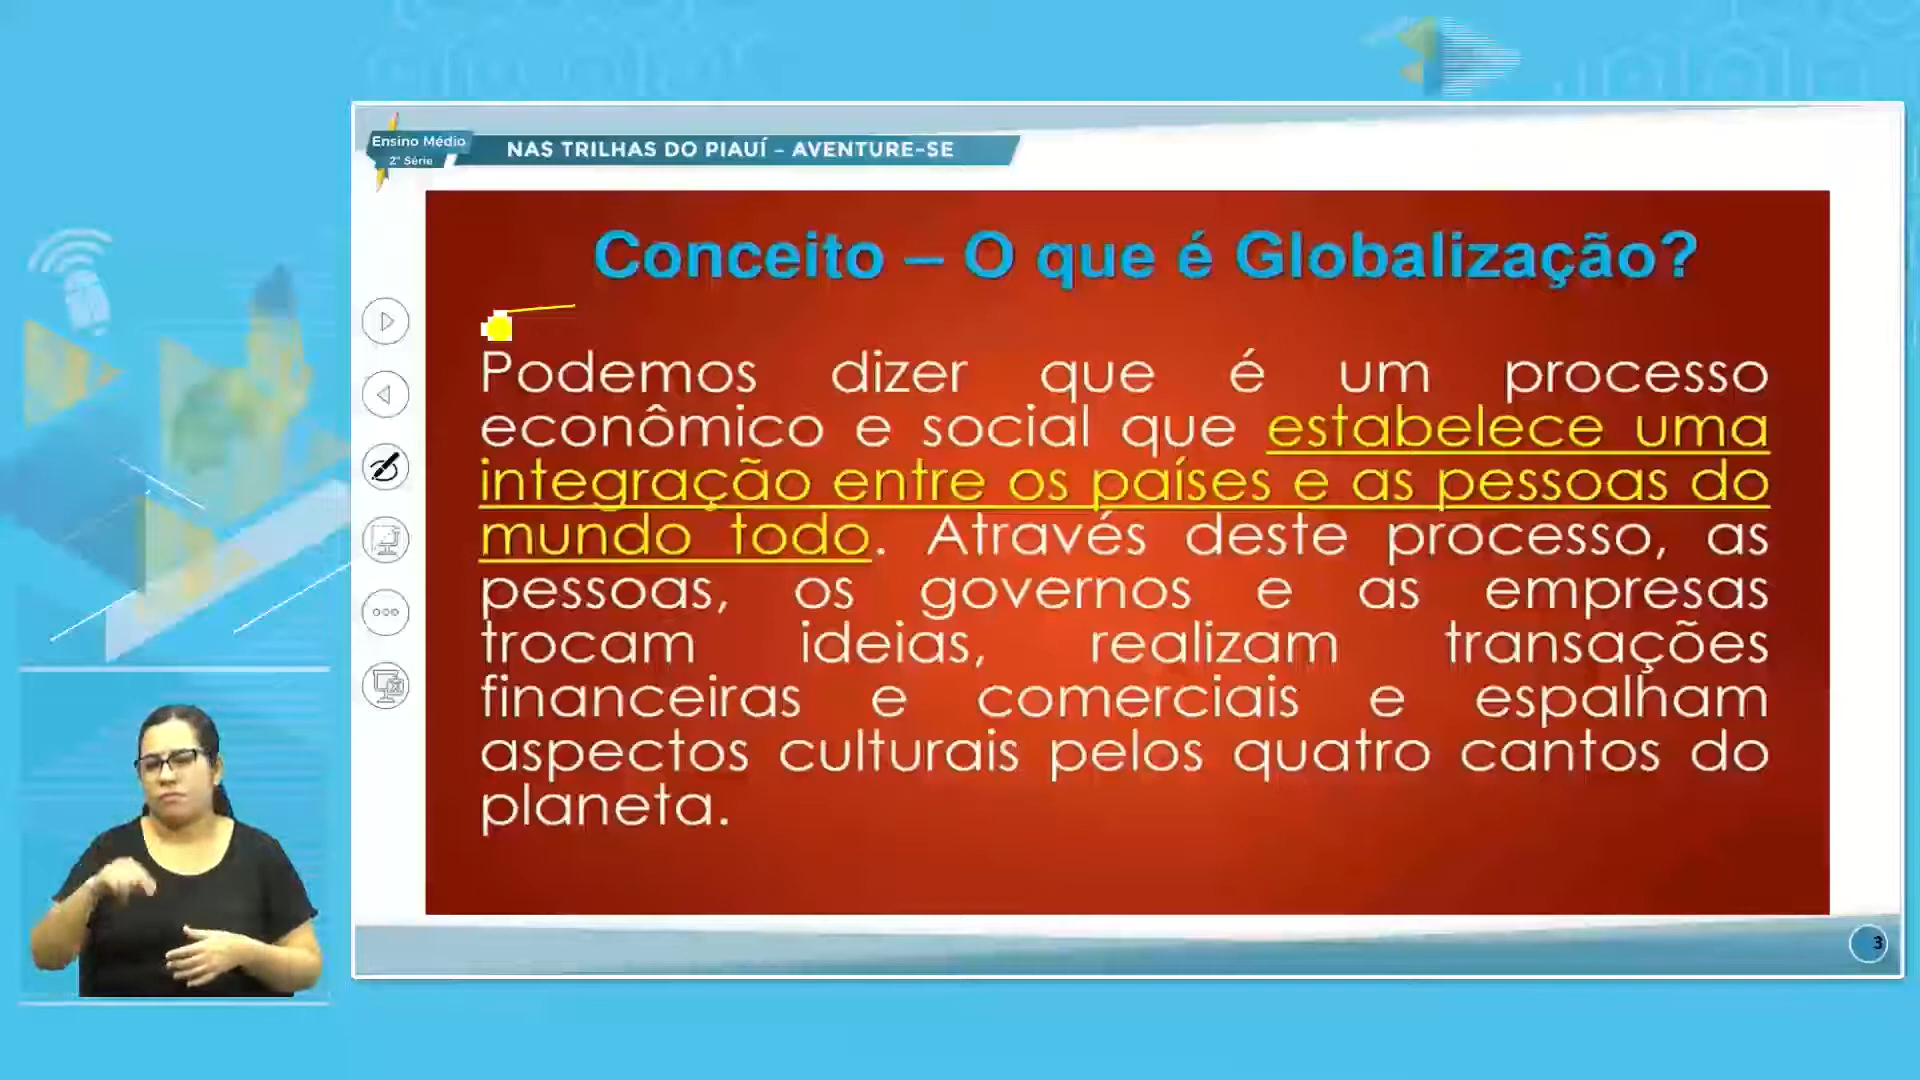 Ensino Médio
2ª Série
NAS TRILHAS DO PIAUÍ – AVENTURE-SE
Conceito – O que é Globalização?
Podemos dizer que é um processo
econômico e social que estabelece uma
integração entre os países e as pessoas do
mundo todo. Através deste processo, as
pessoas, os governos e as empresas
trocam ideias, realizam transações
financeiras e comerciais e espalham
aspectos culturais pelos quatro cantos do
planeta.
3